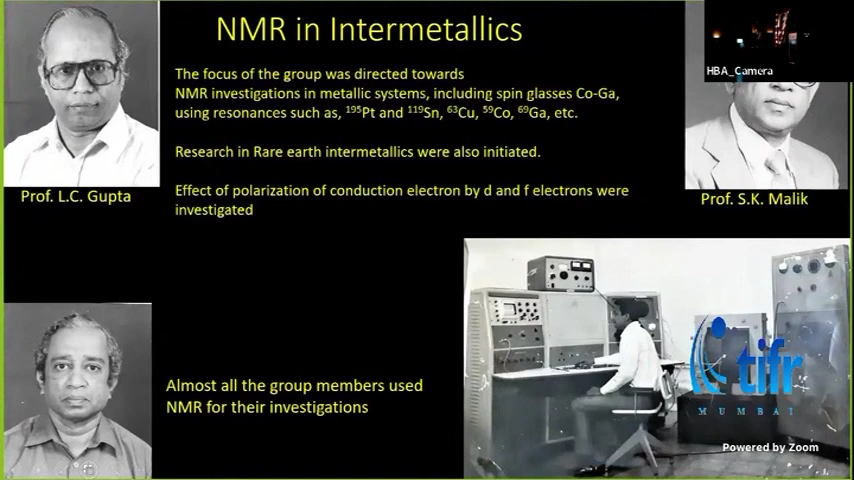 NMR in Intermetallics
HBA_Camera
The focus of the group was directed towards
NMR investigations in metallic systems, including spin glasses Co-Ga,
using resonances such as, ¹⁹⁵Pt and ¹¹⁹Sn, ⁶³Cu, ⁵⁹Co, ⁶⁹Ga, etc.
Research in Rare earth intermetallics were also initiated.
Effect of polarization of conduction electron by d and f electrons were
investigated
Prof. L.C. Gupta
Prof. S.K. Malik
Almost all the group members used
NMR for their investigations
tifr
MUMBAI
Powered by Zoom